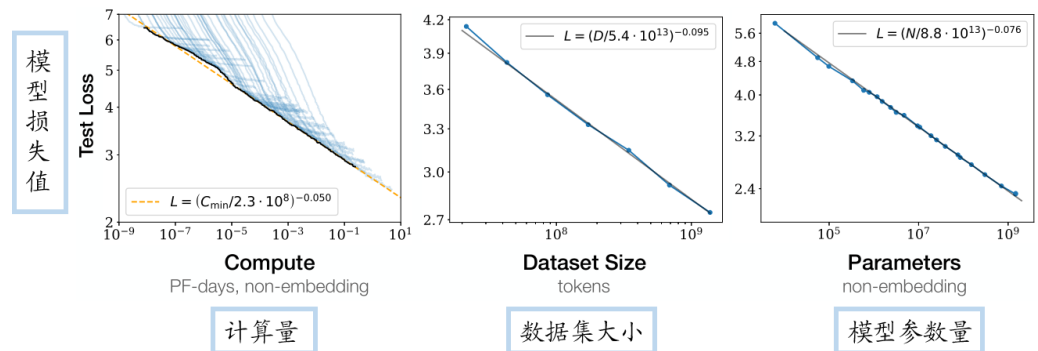 模型损失值
Test Loss
7
6
5
4
3
2
L = (C_min/2.3 · 10^8)^−0.050
10^−9
10^−7
10^−5
10^−3
10^−1
10^1
Compute
PF-days, non-embedding
计算量
4.2
3.9
3.6
3.3
3.0
2.7
L = (D/5.4 · 10^13)^−0.095
10^8
10^9
Dataset Size
tokens
数据集大小
5.6
4.8
4.0
3.2
2.4
L = (N/8.8 · 10^13)^−0.076
10^5
10^7
10^9
Parameters
non-embedding
模型参数量